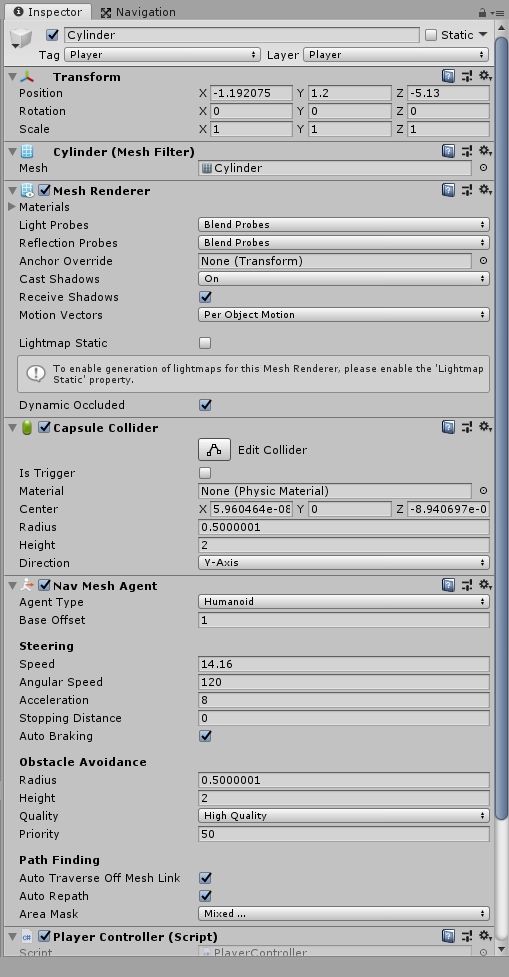 Inspector Navigation
Cylinder Static
Tag Player Layer Player
Transform
Position X -1.192075 Y 1.2 Z -5.13
Rotation X 0 Y 0 Z 0
Scale X 1 Y 1 Z 1
Cylinder (Mesh Filter)
Mesh Cylinder
Mesh Renderer
Materials
Light Probes Blend Probes
Reflection Probes Blend Probes
Anchor Override None (Transform)
Cast Shadows On
Receive Shadows
Motion Vectors Per Object Motion
Lightmap Static
To enable generation of lightmaps for this Mesh Renderer, please enable the 'Lightmap
Static' property.
Dynamic Occluded
Capsule Collider
Edit Collider
Is Trigger
Material None (Physic Material)
Center X 5.960464e-08 Y 0 Z -8.940697e-0
Radius 0.5000001
Height 2
Direction Y-Axis
Nav Mesh Agent
Agent Type Humanoid
Base Offset 1
Steering
Speed 14.16
Angular Speed 120
Acceleration 8
Stopping Distance 0
Auto Braking
Obstacle Avoidance
Radius 0.5000001
Height 2
Quality High Quality
Priority 50
Path Finding
Auto Traverse Off Mesh Link
Auto Repath
Area Mask Mixed ...
Player Controller (Script)
Script PlayerController